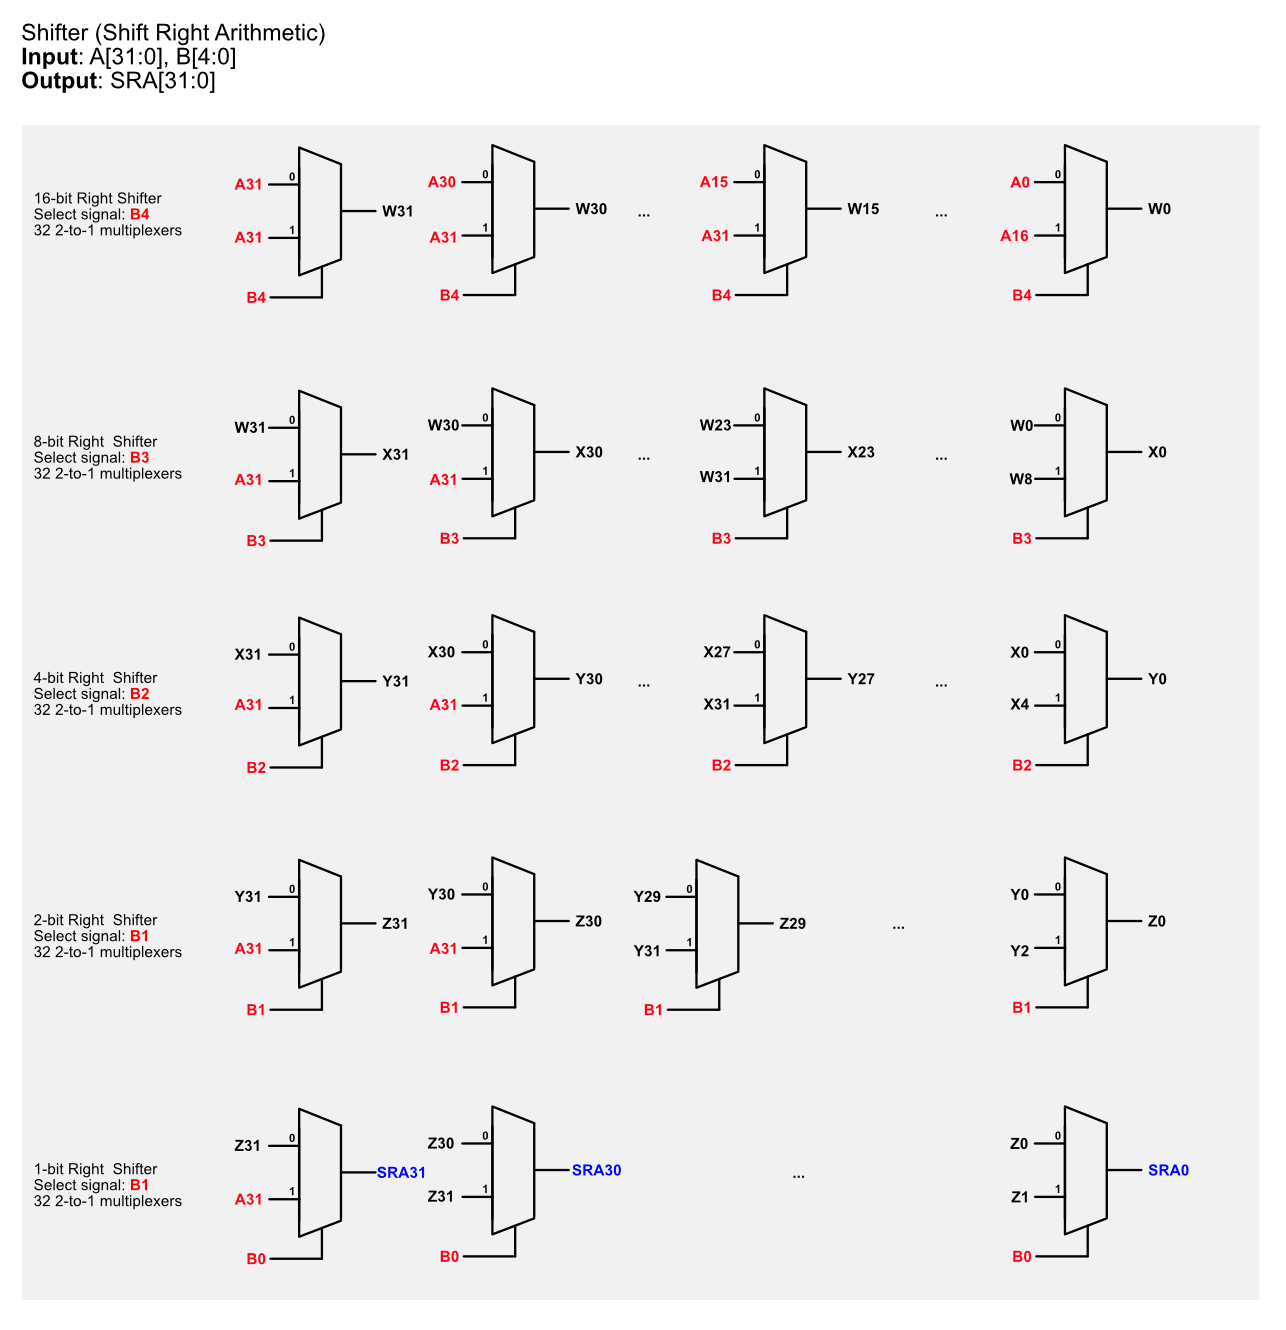 Shifter (Shift Right Arithmetic)
Input: A[31:0], B[4:0]
Output: SRA[31:0]
16-bit Right Shifter
Select signal: B4
32 2-to-1 multiplexers
A31 0
A31 1
B4
W31
A30 0
A31 1
B4
W30
...
A15 0
A31 1
B4
W15
...
A0 0
A16 1
B4
W0
8-bit Right Shifter
Select signal: B3
32 2-to-1 multiplexers
W31 0
A31 1
B3
X31
W30 0
A31 1
B3
X30
...
W23 0
W31 1
B3
X23
...
W0 0
W8 1
B3
X0
4-bit Right Shifter
Select signal: B2
32 2-to-1 multiplexers
X31 0
A31 1
B2
Y31
X30 0
A31 1
B2
Y30
...
X27 0
X31 1
B2
Y27
...
X0 0
X4 1
B2
Y0
2-bit Right Shifter
Select signal: B1
32 2-to-1 multiplexers
Y31 0
A31 1
B1
Z31
Y30 0
A31 1
B1
Z30
Y29 0
Y31 1
B1
Z29
...
Y0 0
Y2 1
B1
Z0
1-bit Right Shifter
Select signal: B1
32 2-to-1 multiplexers
Z31 0
A31 1
B0
SRA31
Z30 0
Z31 1
B0
SRA30
...
Z0 0
Z1 1
B0
SRA0